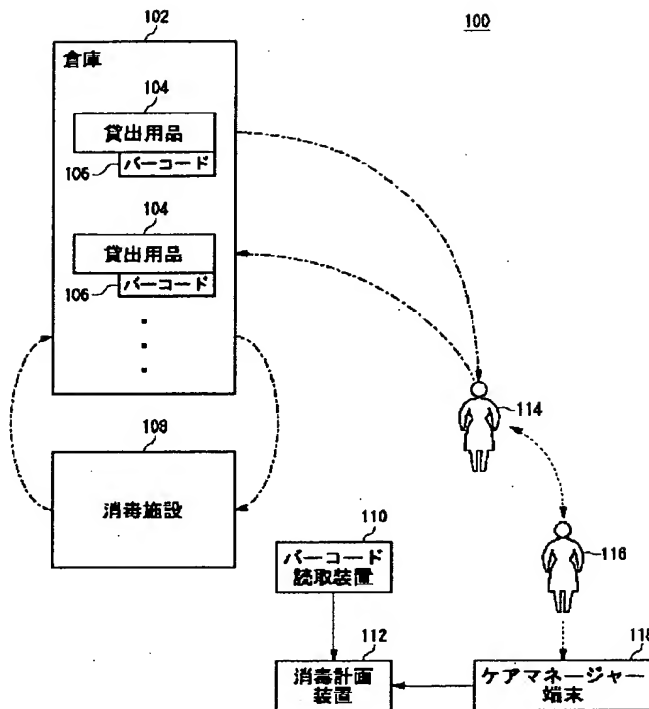 100
102
倉庫
104
貸出用品
106
バーコード
104
貸出用品
106
バーコード
114
108
消毒施設
110
バーコード
読取装置
116
112
消毒計画
装置
118
ケアマネージャー
端末